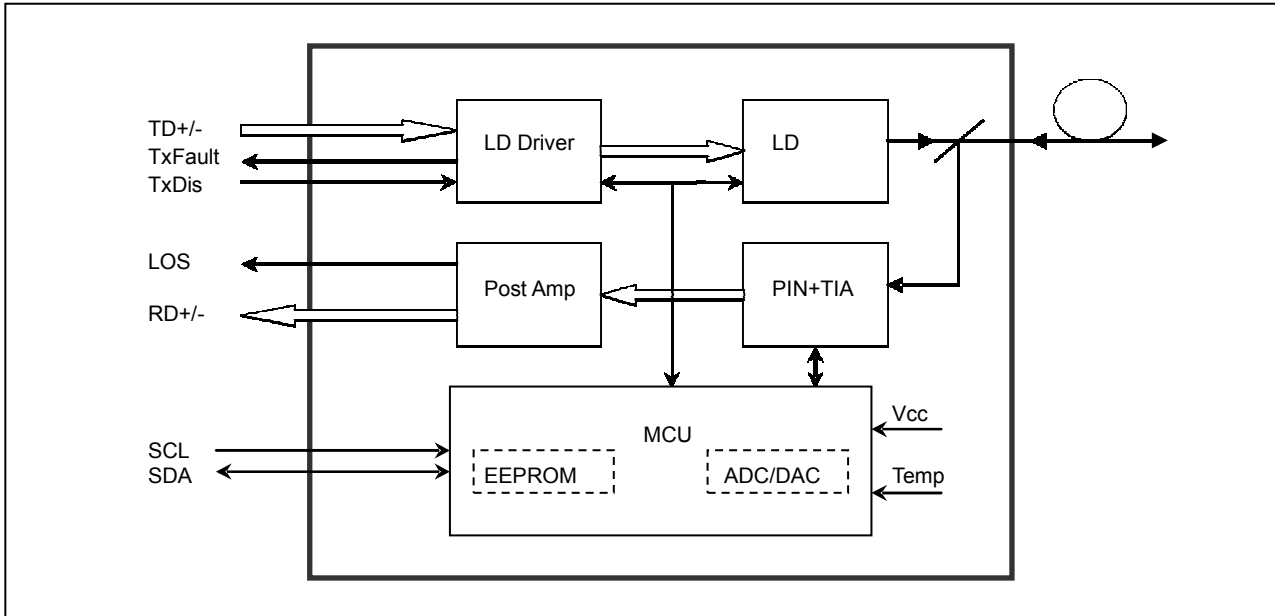 TD+/-
TxFault
TxDis
LD Driver
LD
LOS
RD+/-
Post Amp
PIN+TIA
SCL
SDA
MCU
EEPROM
ADC/DAC
Vcc
Temp